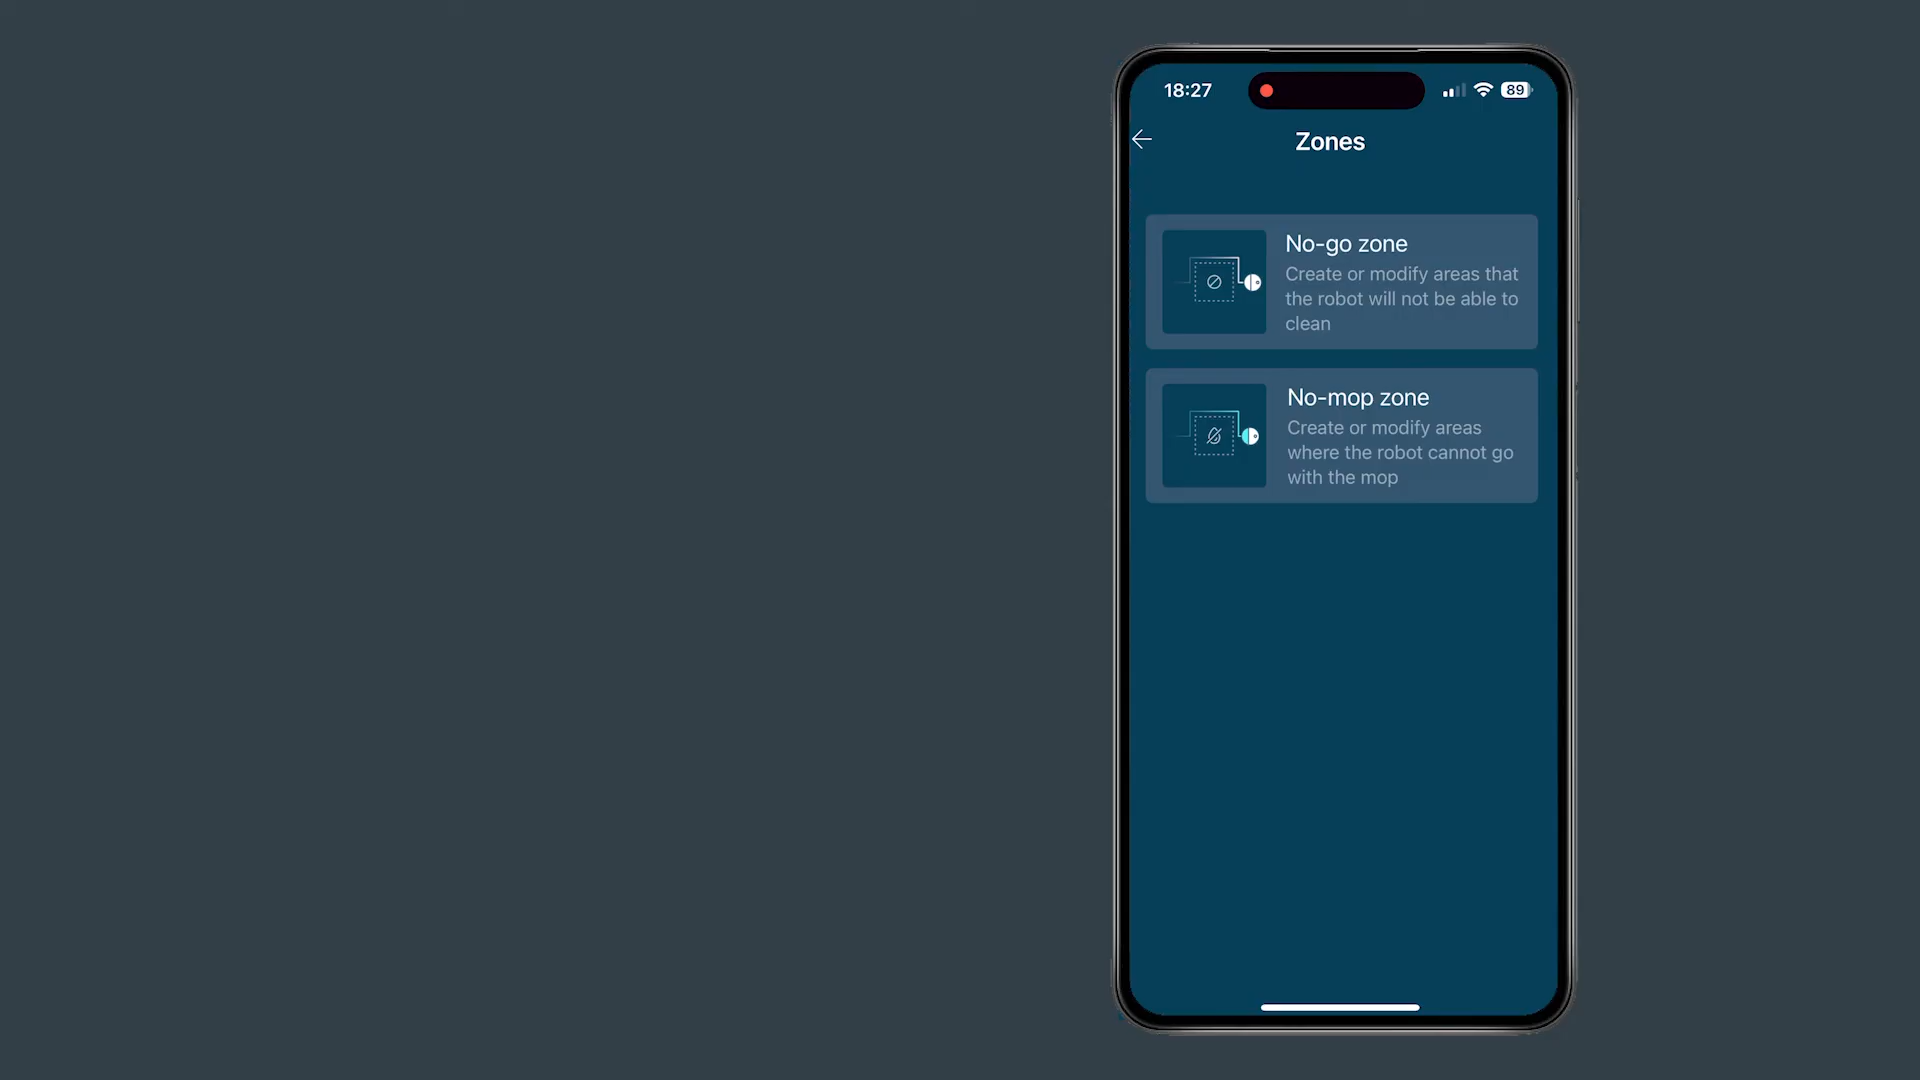 18:27
89
Zones
No-go zone
Create or modify areas that
the robot will not be able to
clean
No-mop zone
Create or modify areas
where the robot cannot go
with the mop